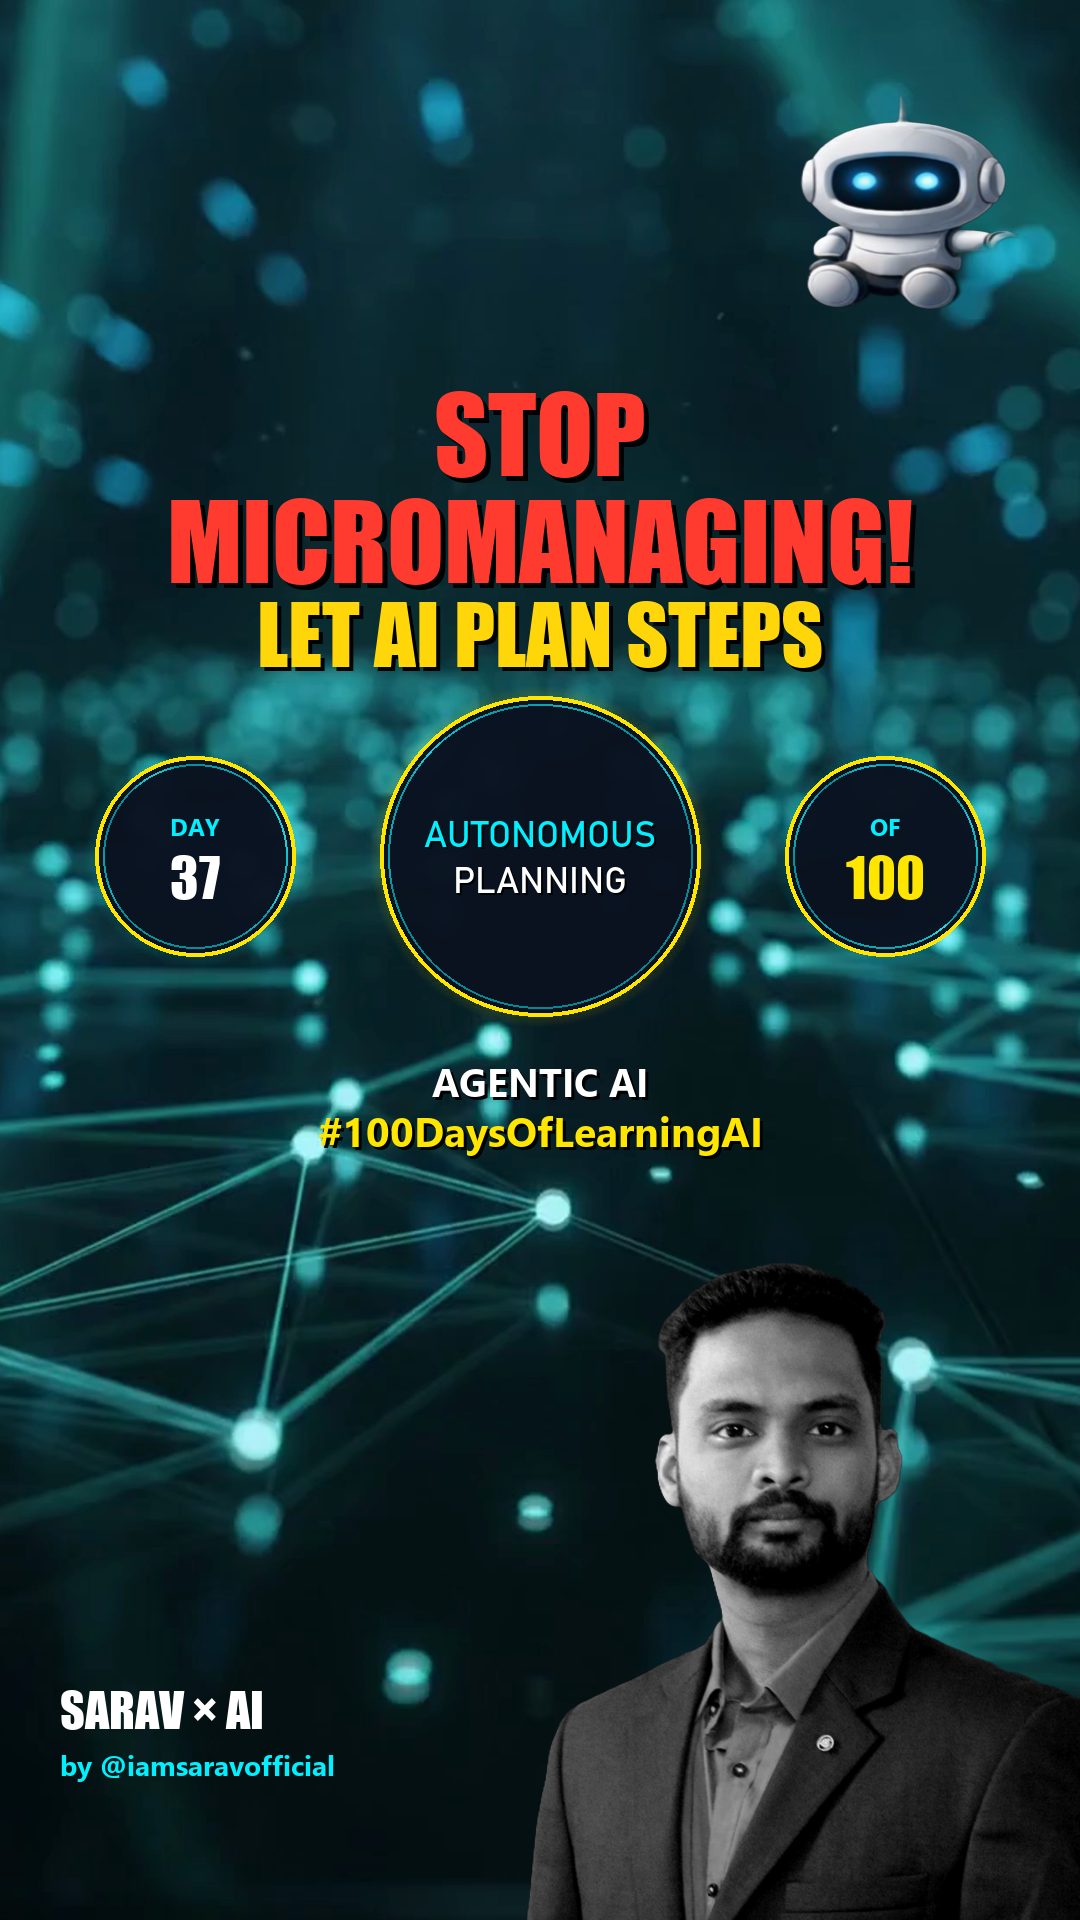 STOP
MICROMANAGING!
LET AI PLAN STEPS
DAY
37
AUTONOMOUS
PLANNING
OF
100
AGENTIC AI
#100DaysOfLearningAI
SARAV × AI
by @iamsaravofficial